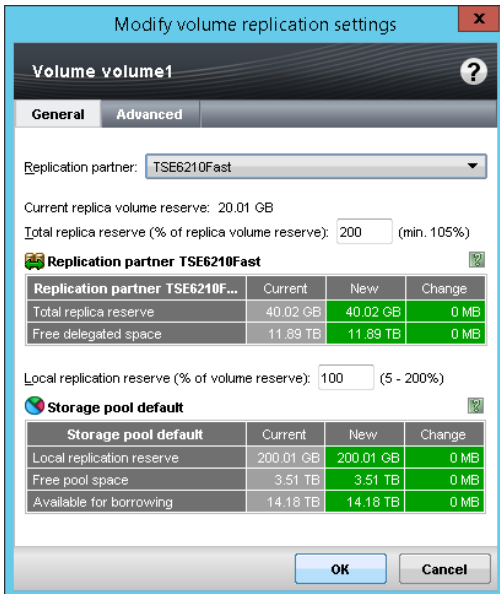 Modify volume replication settings
x
Volume volume1
?
General Advanced
Replication partner: TSE6210Fast
Current replica volume reserve: 20.01 GB
Total replica reserve (% of replica volume reserve): 200 (min. 105%)
Replication partner TSE6210Fast ?
Replication partner TSE6210F... Current New Change
Total replica reserve 40.02 GB 40.02 GB 0 MB
Free delegated space 11.89 TB 11.89 TB 0 MB
Local replication reserve (% of volume reserve): 100 (5 - 200%)
Storage pool default ?
Storage pool default Current New Change
Local replication reserve 200.01 GB 200.01 GB 0 MB
Free pool space 3.51 TB 3.51 TB 0 MB
Available for borrowing 14.18 TB 14.18 TB 0 MB
OK Cancel